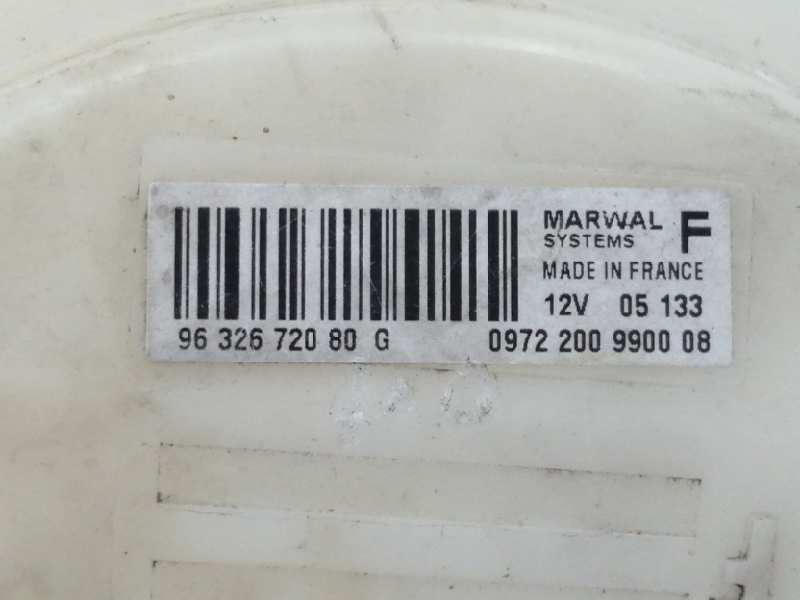 MARWAL F
SYSTEMS
MADE IN FRANCE
12V 05 133
96 326 720 80 G 0972 200 9900 08